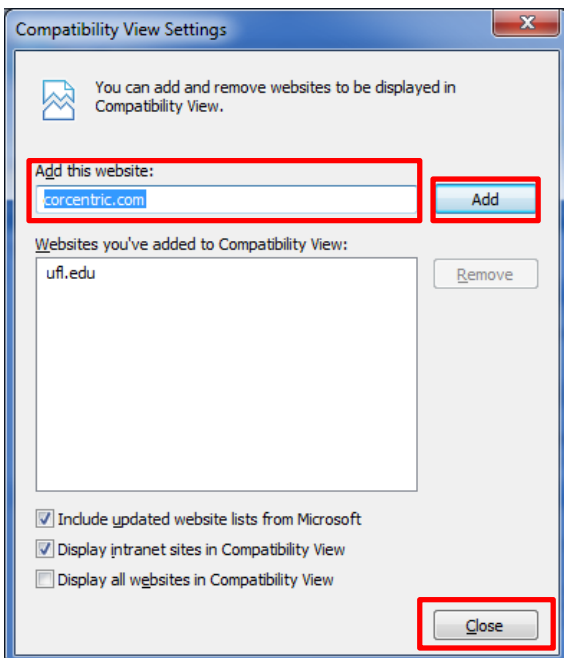 Compatibility View Settings
You can add and remove websites to be displayed in
Compatibility View.
Add this website:
corcentric.com
Add
Websites you've added to Compatibility View:
ufl.edu
Remove
Include updated website lists from Microsoft
Display intranet sites in Compatibility View
Display all websites in Compatibility View
Close